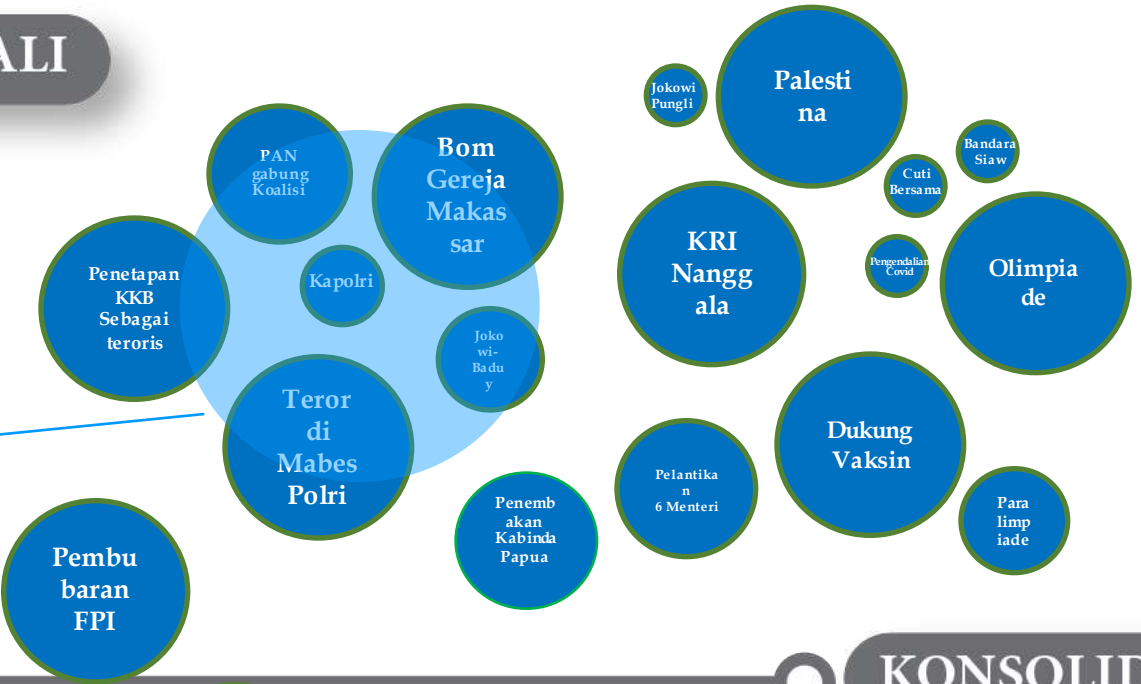 ALI
Jokowi
Pungli
Palesti
na
Bandara
Siaw
Cuti
Bersama
PAN
gabung
Koalisi
Bom
Gereja
Makas
sar
KRI
Nangg
ala
Pengendalian
Covid
Olimpia
de
Penetapan
KKB
Sebagai
teroris
Kapolri
Joko
wi-
Badu
y
Teror
di
Mabes
Polri
Dukung
Vaksin
Pelantika
n
6 Menteri
Penemb
akan
Kabinda
Papua
Para
limp
iade
Pembu
baran
FPI
KONSOLID